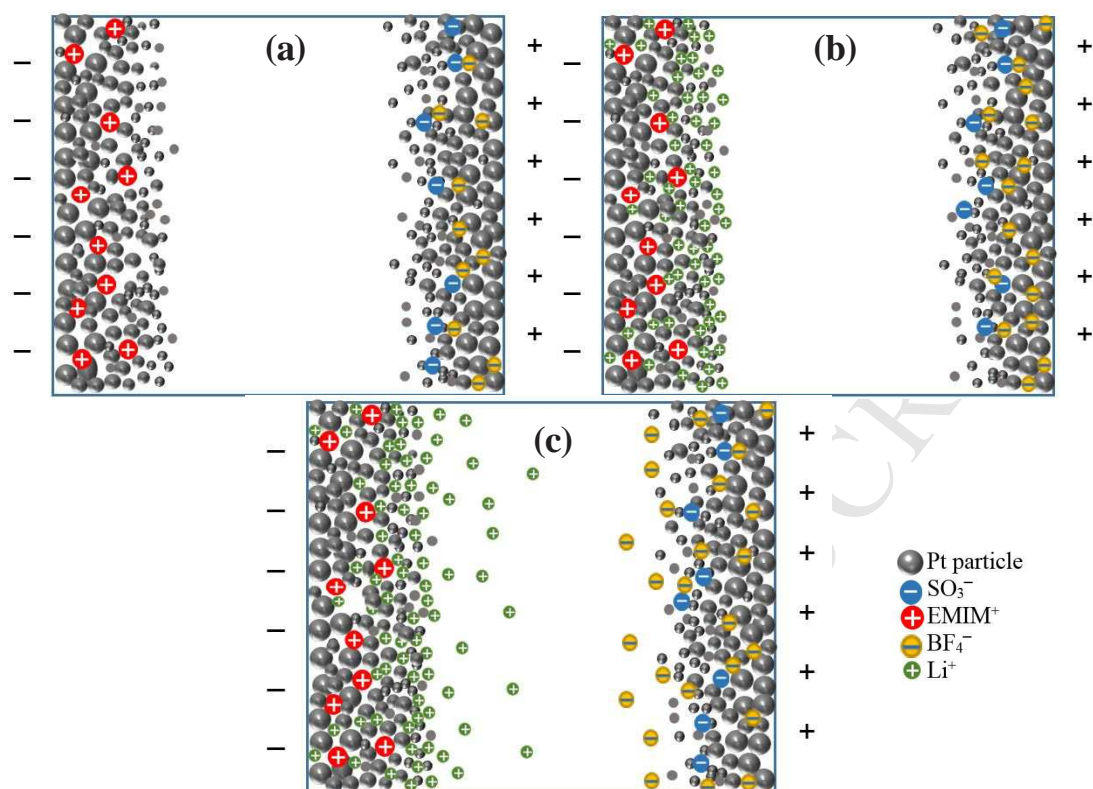 (a)
(b)
(c)
Pt particle
SO₃⁻
EMIM⁺
BF₄⁻
Li⁺